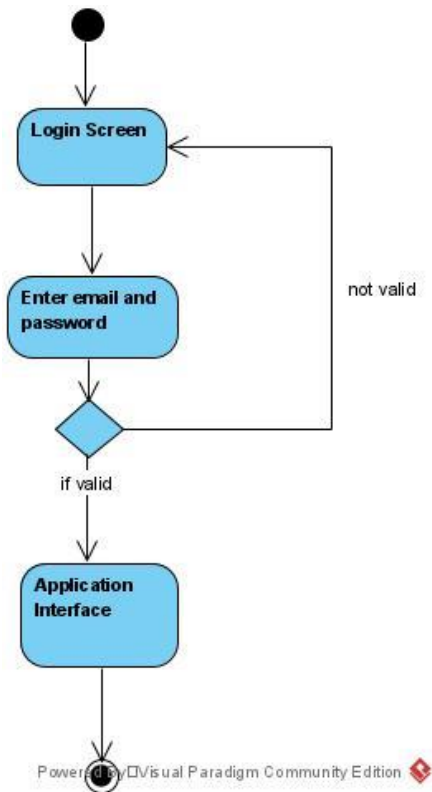 Login Screen
Enter email and
password
not valid
if valid
Application
Interface
Powered By□Visual Paradigm Community Edition